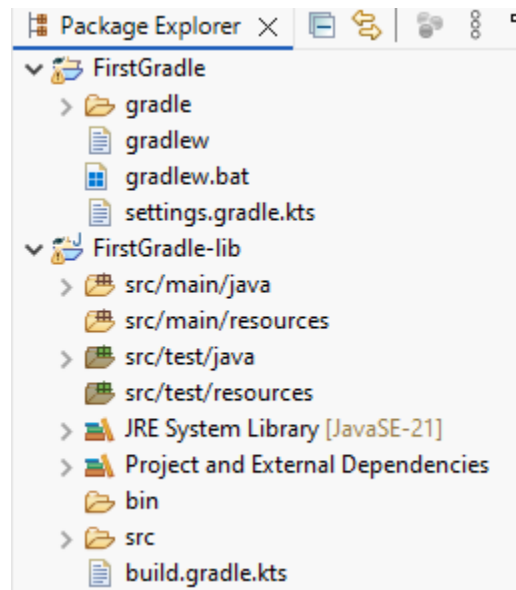 Package Explorer
FirstGradle
gradle
gradlew
gradlew.bat
settings.gradle.kts
FirstGradle-lib
src/main/java
src/main/resources
src/test/java
src/test/resources
JRE System Library [JavaSE-21]
Project and External Dependencies
bin
src
build.gradle.kts